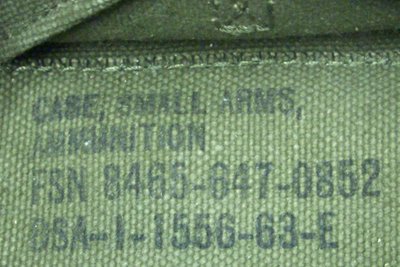 CASE, SMALL ARMS,
AMMUNITION
FSN 8465-647-0852
DSA-1-1556-63-E